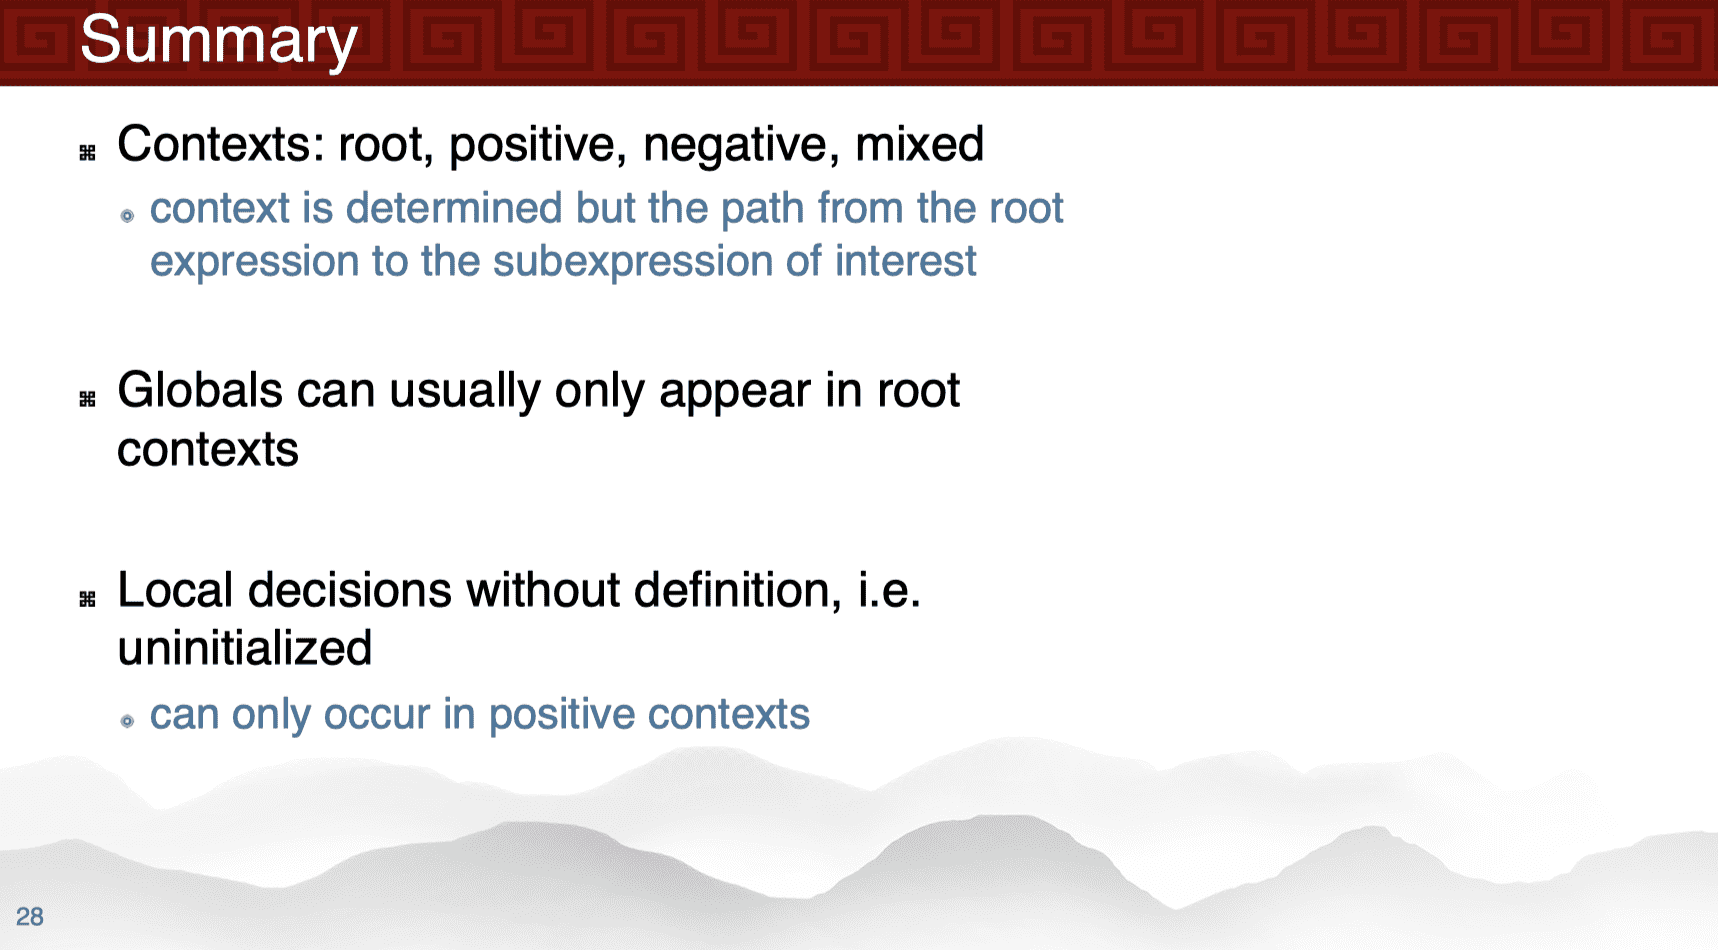 Summary
Contexts: root, positive, negative, mixed
context is determined but the path from the root
expression to the subexpression of interest
Globals can usually only appear in root
contexts
Local decisions without definition, i.e.
uninitialized
can only occur in positive contexts
28